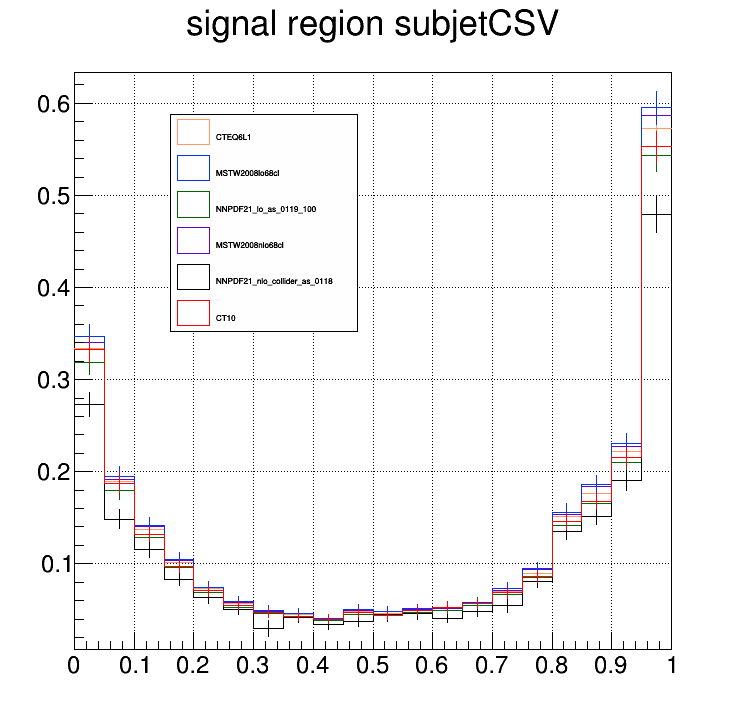 signal region subjetCSV
0.6
0.5
0.4
0.3
0.2
0.1
CTEQ6L1
MSTW2008lo68cl
NNPDF21_lo_as_0119_100
MSTW2008nlo68cl
NNPDF21_nlo_collider_as_0118
CT10
0 0.1 0.2 0.3 0.4 0.5 0.6 0.7 0.8 0.9 1